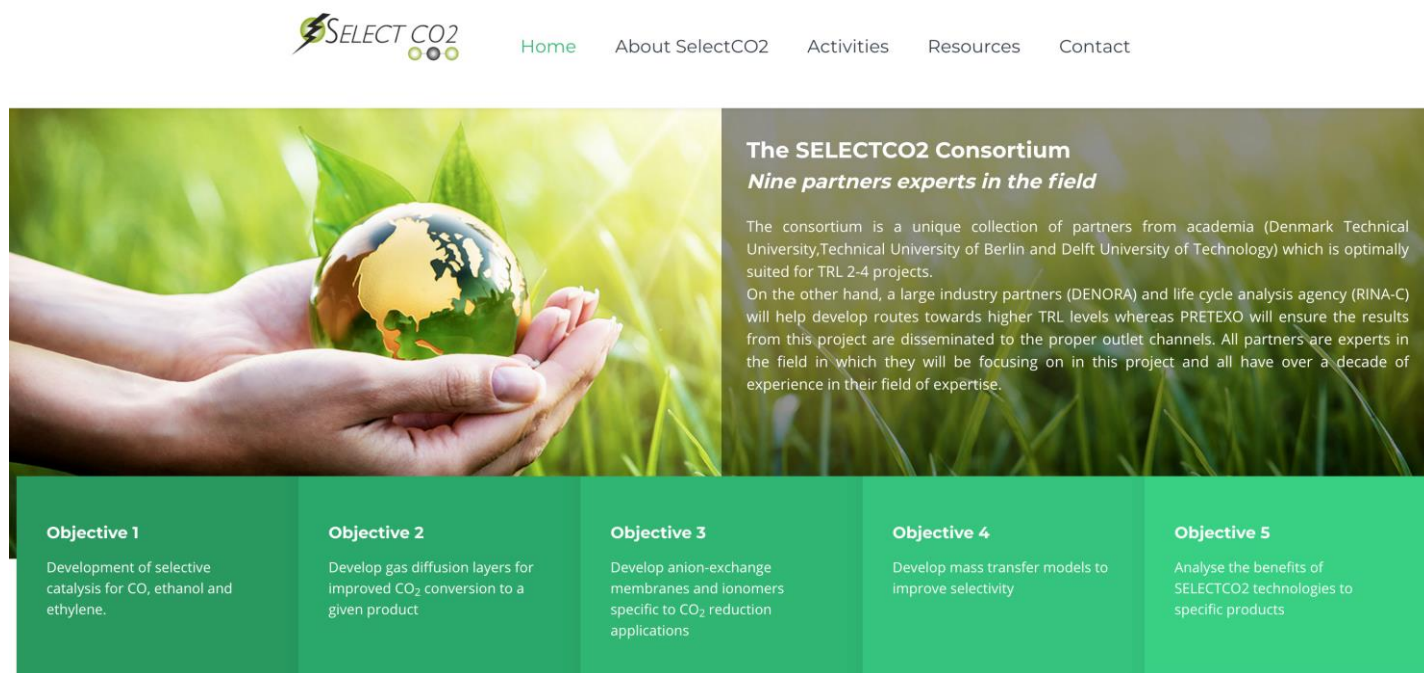 SELECT CO2
Home
About SelectCO2
Activities
Resources
Contact
The SELECTCO2 Consortium
Nine partners experts in the field
The consortium is a unique collection of partners from academia (Denmark Technical
University,Technical University of Berlin and Delft University of Technology) which is optimally
suited for TRL 2-4 projects.
On the other hand, a large industry partners (DENORA) and life cycle analysis agency (RINA-C)
will help develop routes towards higher TRL levels whereas PRETEXO will ensure the results
from this project are disseminated to the proper outlet channels. All partners are experts in
the field in which they will be focusing on in this project and all have over a decade of
experience in their field of expertise.
Objective 1
Development of selective
catalysis for CO, ethanol and
ethylene.
Objective 2
Develop gas diffusion layers for
improved CO₂ conversion to a
given product
Objective 3
Develop anion-exchange
membranes and ionomers
specific to CO₂ reduction
applications
Objective 4
Develop mass transfer models to
improve selectivity
Objective 5
Analyse the benefits of
SELECTCO2 technologies to
specific products